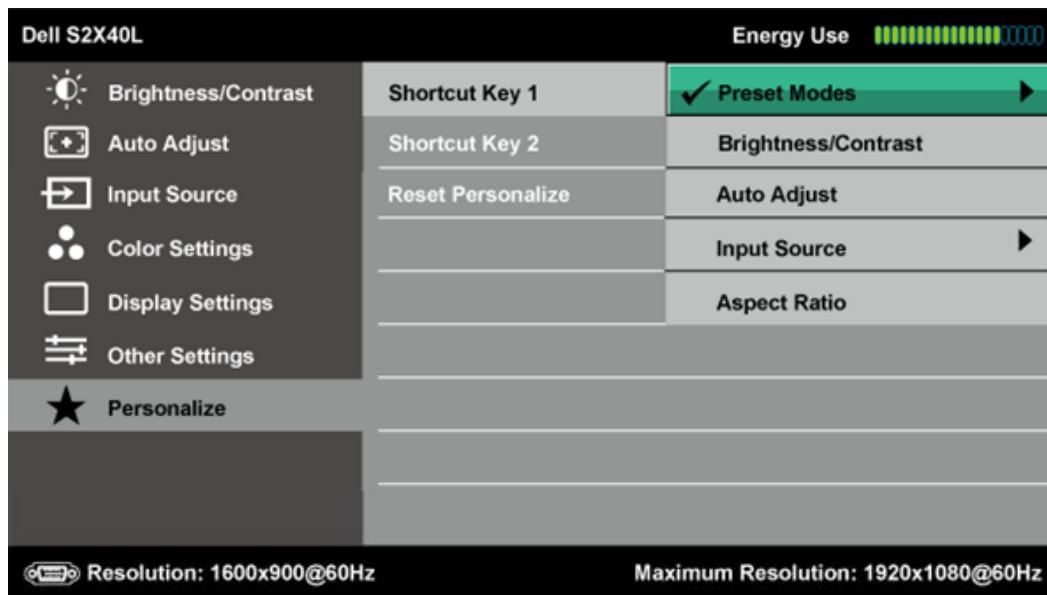 Dell S2X40L Energy Use
Brightness/Contrast Shortcut Key 1 Preset Modes
Auto Adjust Shortcut Key 2 Brightness/Contrast
Input Source Reset Personalize Auto Adjust
Color Settings Input Source
Display Settings Aspect Ratio
Other Settings
Personalize
Resolution: 1600x900@60Hz Maximum Resolution: 1920x1080@60Hz